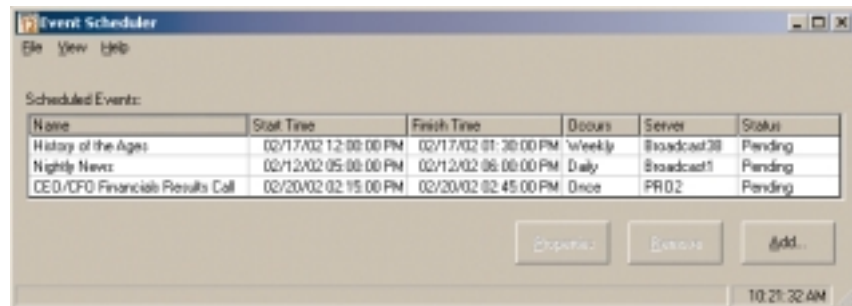 Event Scheduler
File View Help
Scheduled Events:
Name Start Time Finish Time Occurs Server Status
History of the Ages 02/17/02 12:00:00 PM 02/17/02 01:30:00 PM Weekly Pending
Nightly News 02/12/02 05:00:00 PM 02/12/02 06:00:00 PM Daily Broadcast1 Pending
CEO/CFO Financials Results Call 02/20/02 02:15:00 PM 02/20/02 02:45:00 PM Once PRO2 Pending
Properties Remove Add...
10:21:32 AM